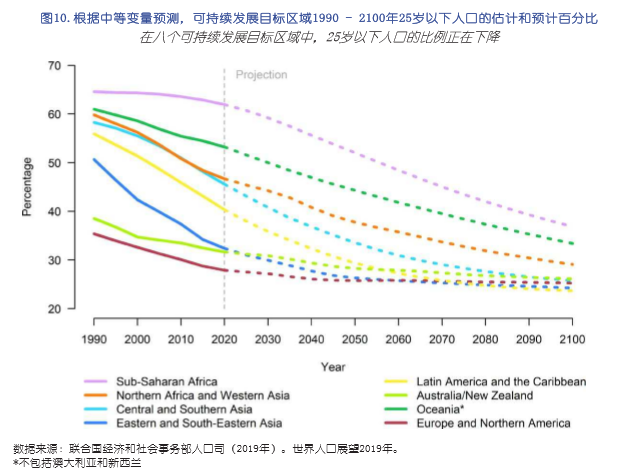 图10. 根据中等变量预测，可持续发展目标区域1990 - 2100年25岁以下人口的估计和预计百分比
在八个可持续发展目标区域中，25岁以下人口的比例正在下降
Projection
70
60
50
40
30
20
Percentage
1990 2000 2010 2020 2030 2040 2050 2060 2070 2080 2090 2100
Year
Sub-Saharan Africa
Northern Africa and Western Asia
Central and Southern Asia
Eastern and South-Eastern Asia
Latin America and the Caribbean
Australia/New Zealand
Oceania*
Europe and Northern America
数据来源：联合国经济和社会事务部人口司（2019年）。世界人口展望2019年。
*不包括澳大利亚和新西兰